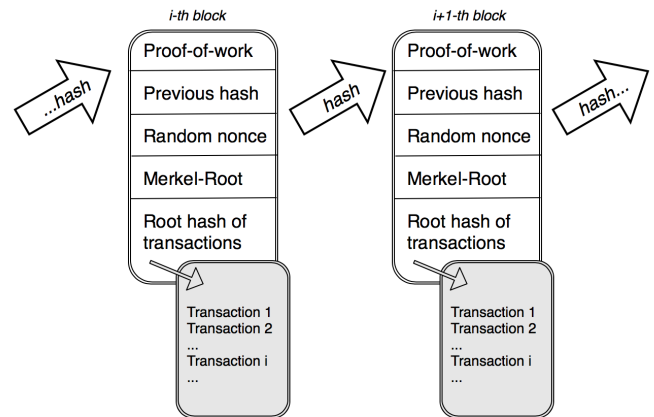 i-th block
i+1-th block
...hash
Proof-of-work
Previous hash
Random nonce
Merkel-Root
Root hash of
transactions
Transaction 1
Transaction 2
...
Transaction i
...
hash
Proof-of-work
Previous hash
Random nonce
Merkel-Root
Root hash of
transactions
Transaction 1
Transaction 2
...
Transaction i
...
hash...